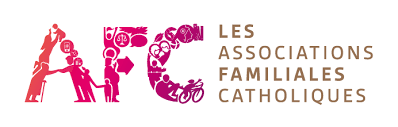 AFC
LES
ASSOCIATIONS
FAMILIALES
CATHOLIQUES